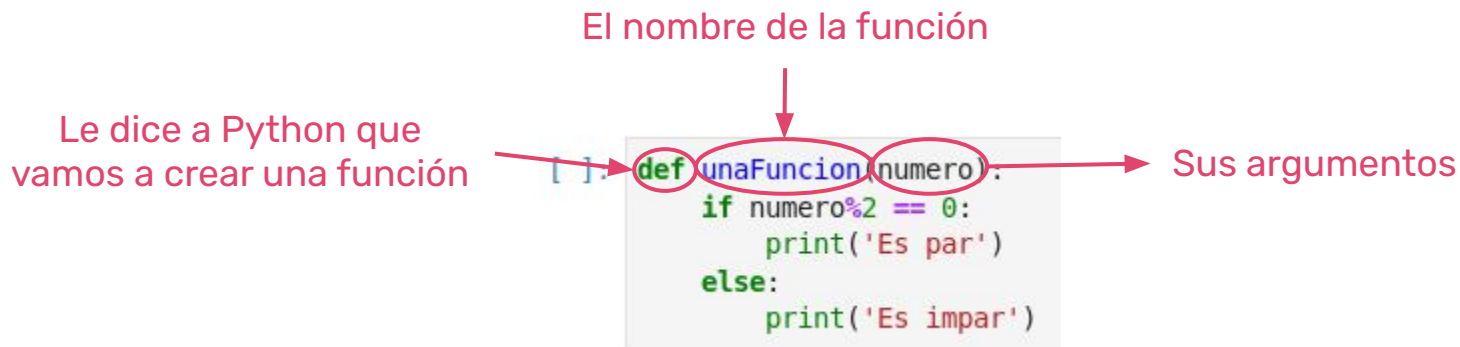 El nombre de la función
Le dice a Python que
vamos a crear una función
[ ]: def unaFuncion(numero):
Sus argumentos
if numero%2 == 0:
print('Es par')
else:
print('Es impar')